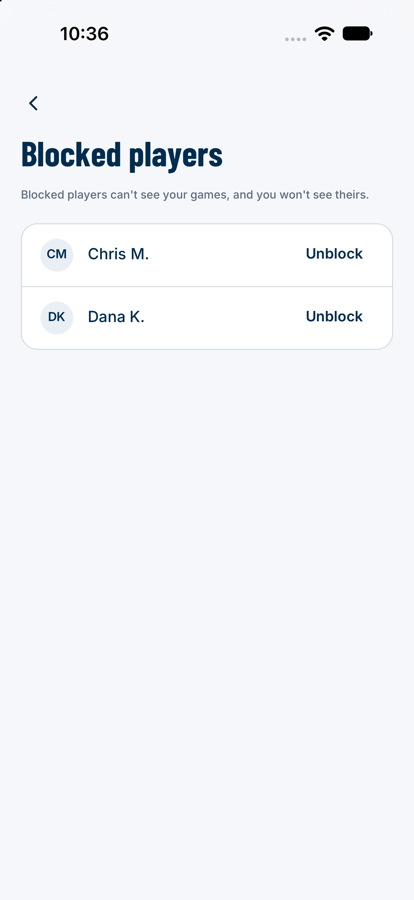 10:36
Blocked players
Blocked players can't see your games, and you won't see theirs.
CM Chris M. Unblock
DK Dana K. Unblock